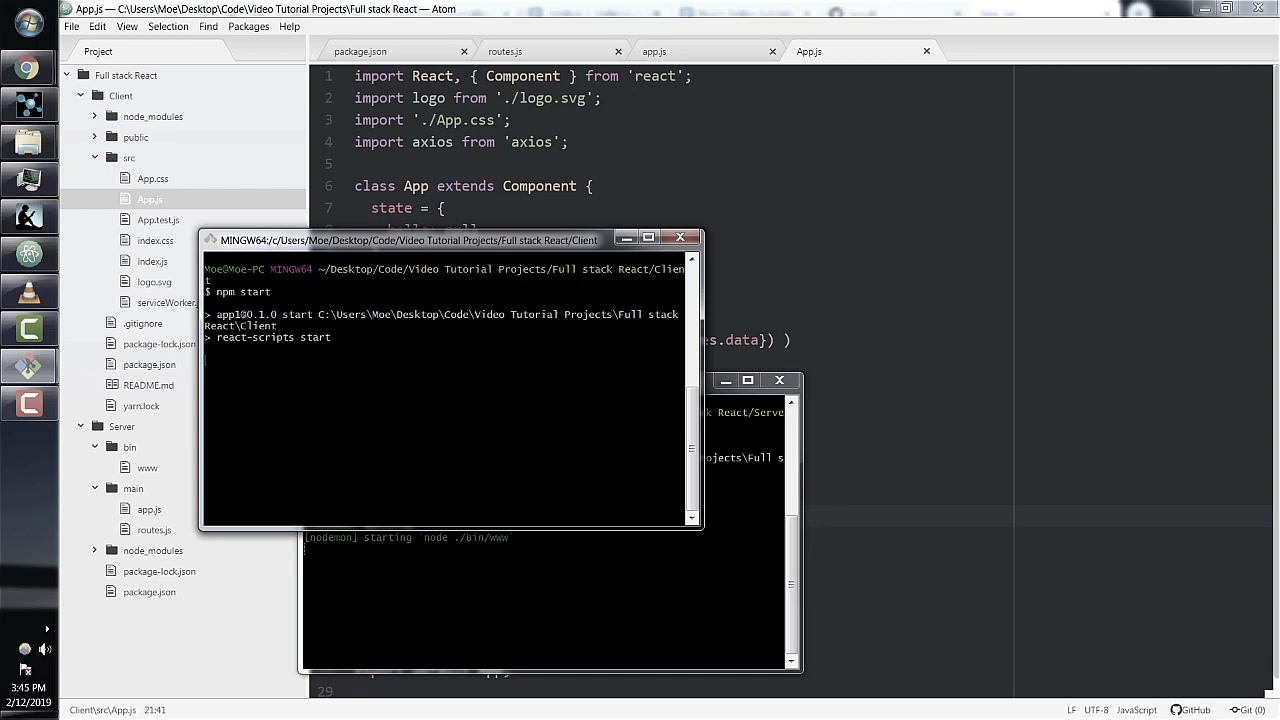 App.js — C:\Users\Moe\Desktop\Code\Video Tutorial Projects\Full stack React — Atom
File Edit View Selection Find Packages Help
Project
package.json
routes.js
app.js
App.js
Full stack React
Client
node_modules
public
src
App.css
App.js
App.test.js
index.css
index.js
logo.svg
serviceWorker.
.gitignore
package-lock.json
package.json
README.md
yarn.lock
Server
bin
www
main
app.js
routes.js
node_modules
package-lock.json
package.json
1 import React, { Component } from 'react';
2 import logo from './logo.svg';
3 import './App.css';
4 import axios from 'axios';
5
6 class App extends Component {
7 state = {
es.data}) )
29
MINGW64:/c/Users/Moe/Desktop/Code/Video Tutorial Projects/Full stack React/Client
Moe@Moe-PC MINGW64 ~/Desktop/Code/Video Tutorial Projects/Full stack React/Clien
t
$ npm start
> app1@0.1.0 start C:\Users\Moe\Desktop\Code\Video Tutorial Projects\Full stack
React\Client
> react-scripts start
k React/Serve
ojects\Full s
[nodemon] starting `node ./bin/www`
3:45 PM
2/12/2019
Client\src\App.js 21:41
LF UTF-8 JavaScript GitHub Git (0)